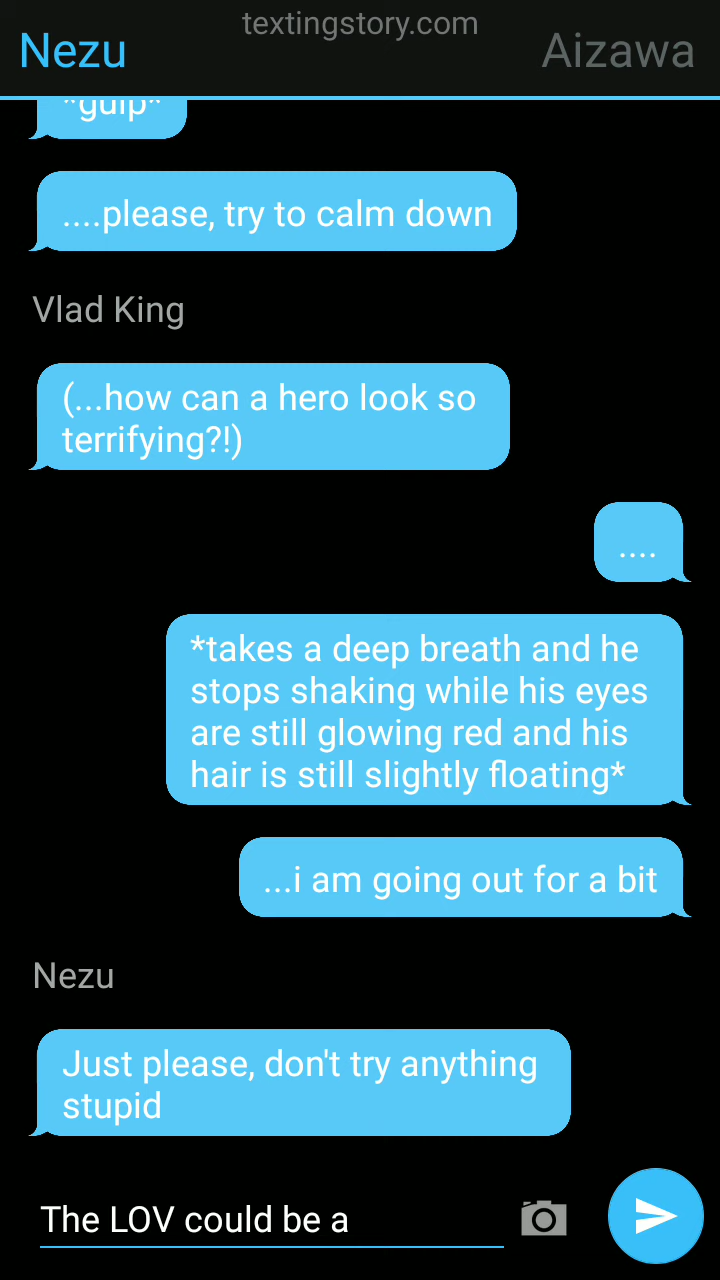 textingstory.com
Nezu
Aizawa
*gulp*
....please, try to calm down
Vlad King
(...how can a hero look so
terrifying?!)
....
*takes a deep breath and he
stops shaking while his eyes
are still glowing red and his
hair is still slightly floating*
...i am going out for a bit
Nezu
Just please, don't try anything
stupid
The LOV could be a